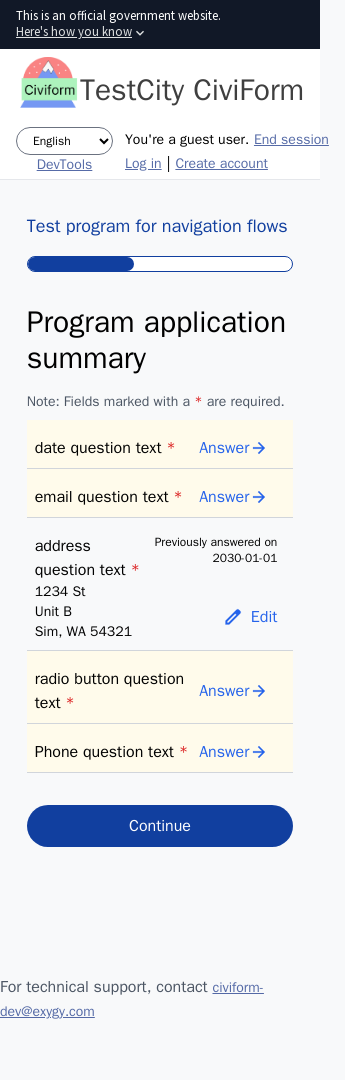 This is an official government website.
Here's how you know
Civiform
TestCity CiviForm
English
You're a guest user. End session
DevTools
Log in | Create account
Test program for navigation flows
Program application
summary
Note: Fields marked with a * are required.
date question text * Answer
email question text * Answer
address
question text *
Previously answered on
2030-01-01
1234 St
Unit B
Sim, WA 54321
Edit
radio button question
text *
Answer
Phone question text * Answer
Continue
For technical support, contact civiform-
dev@exygy.com